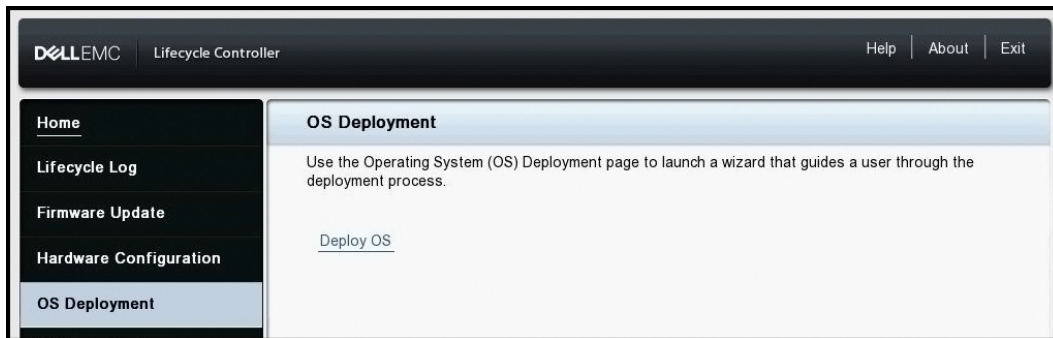 DELLEMC Lifecycle Controller Help About Exit
Home
Lifecycle Log
Firmware Update
Hardware Configuration
OS Deployment
OS Deployment
Use the Operating System (OS) Deployment page to launch a wizard that guides a user through the
deployment process.
Deploy OS